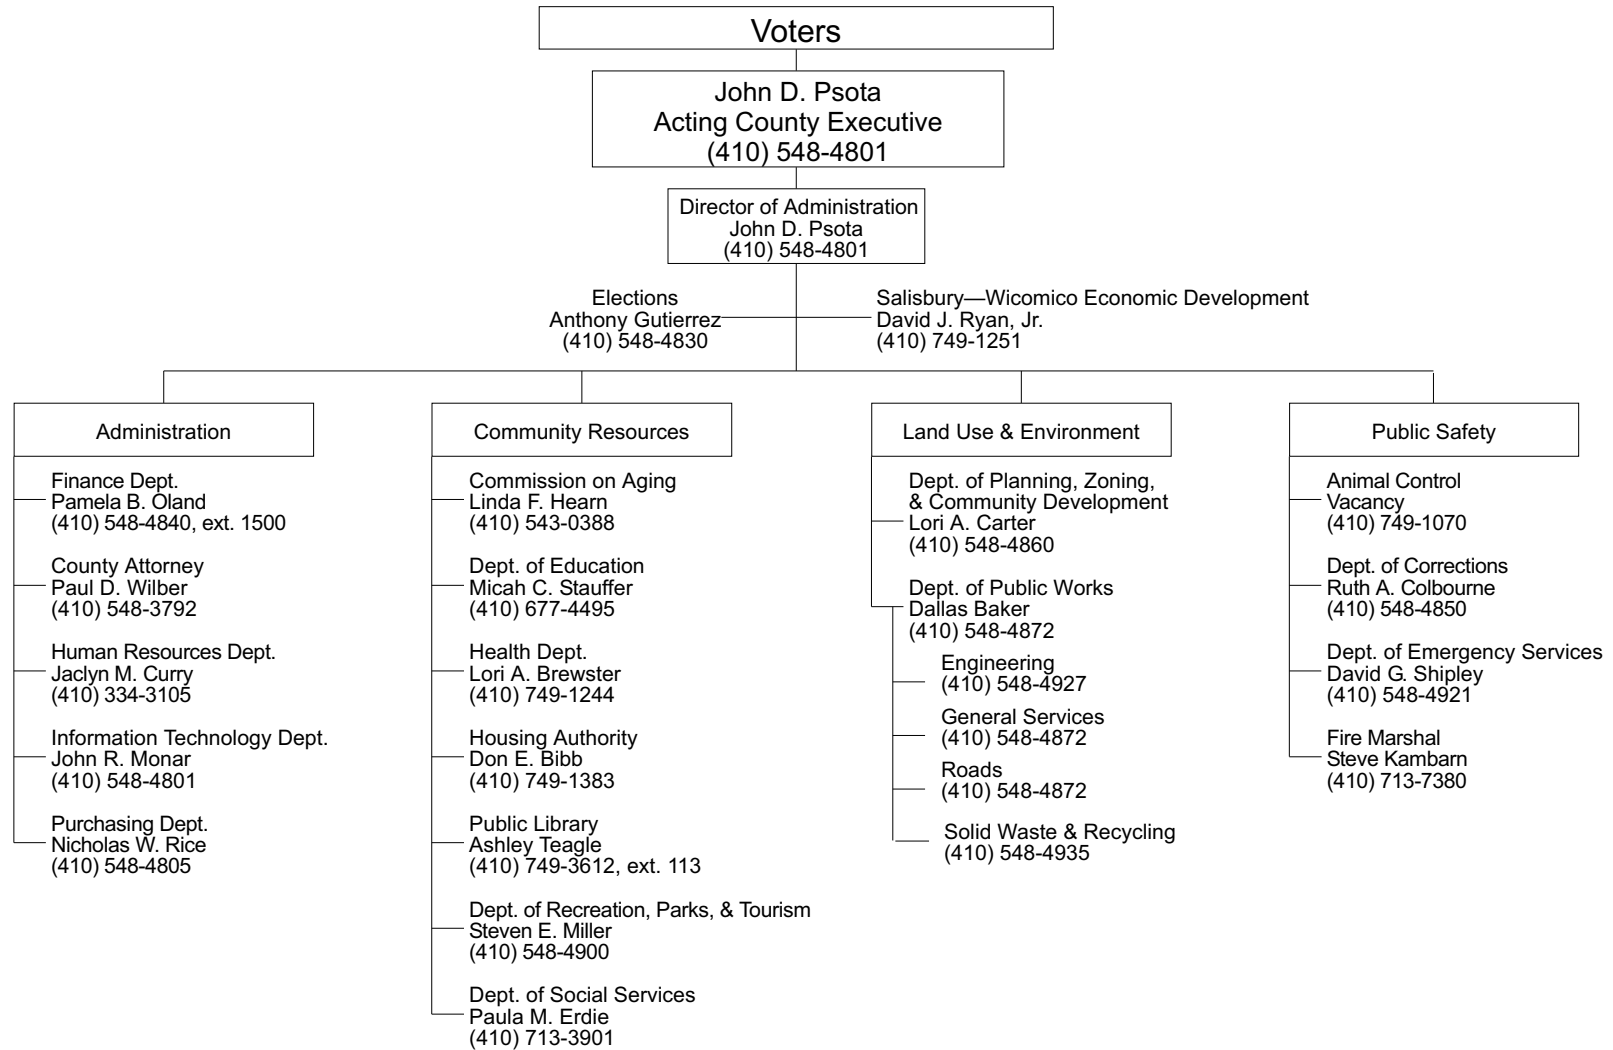 Voters
John D. Psota
Acting County Executive
(410) 548-4801
Director of Administration
John D. Psota
(410) 548-4801
Elections
Anthony Gutierrez
(410) 548-4830
Salisbury—Wicomico Economic Development
David J. Ryan, Jr.
(410) 749-1251
Administration
Finance Dept.
Pamela B. Oland
(410) 548-4840, ext. 1500
County Attorney
Paul D. Wilber
(410) 548-3792
Human Resources Dept.
Jaclyn M. Curry
(410) 334-3105
Information Technology Dept.
John R. Monar
(410) 548-4801
Purchasing Dept.
Nicholas W. Rice
(410) 548-4805
Community Resources
Commission on Aging
Linda F. Hearn
(410) 543-0388
Dept. of Education
Micah C. Stauffer
(410) 677-4495
Health Dept.
Lori A. Brewster
(410) 749-1244
Housing Authority
Don E. Bibb
(410) 749-1383
Public Library
Ashley Teagle
(410) 749-3612, ext. 113
Dept. of Recreation, Parks, & Tourism
Steven E. Miller
(410) 548-4900
Dept. of Social Services
Paula M. Erdie
(410) 713-3901
Land Use & Environment
Dept. of Planning, Zoning,
& Community Development
Lori A. Carter
(410) 548-4860
Dept. of Public Works
Dallas Baker
(410) 548-4872
Engineering
(410) 548-4927
General Services
(410) 548-4872
Roads
(410) 548-4872
Solid Waste & Recycling
(410) 548-4935
Public Safety
Animal Control
Vacancy
(410) 749-1070
Dept. of Corrections
Ruth A. Colbourne
(410) 548-4850
Dept. of Emergency Services
David G. Shipley
(410) 548-4921
Fire Marshal
Steve Kambarn
(410) 713-7380